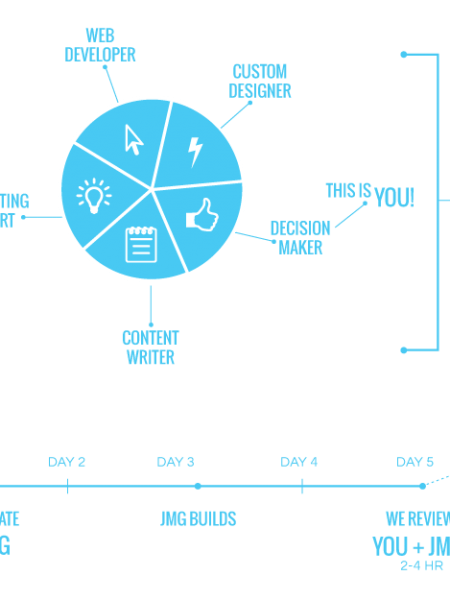 WEB
DEVELOPER
CUSTOM
DESIGNER
THIS IS YOU!
TING
RT
DECISION
MAKER
CONTENT
WRITER
DAY 2
DAY 3
DAY 4
DAY 5
ATE
JMG BUILDS
WE REVIEW
G
YOU + JM
2-4 HR